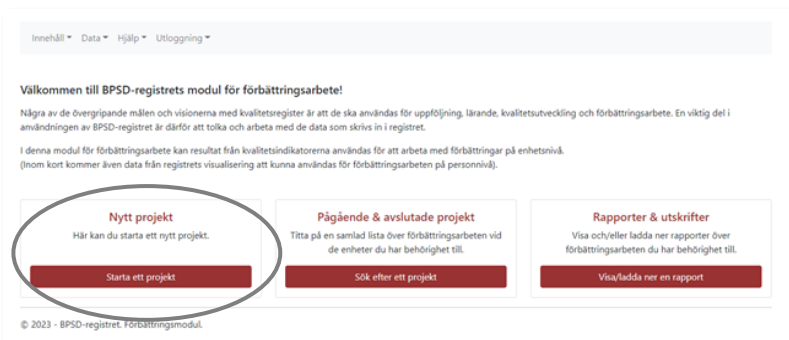 Innehåll Data Hjälp Utloggning
Välkommen till BPSD-registrets modul för förbättringsarbete!
Några av de övergripande målen och visionerna med kvalitetsregister är att de ska användas för uppföljning, lärande, kvalitetsutveckling och förbättringsarbete. En viktig del i
användningen av BPSD-registret är därför att tolka och arbeta med de data som skrivs in i registret.
I denna modul för förbättringsarbete kan resultat från kvalitetsindikatorerna användas för att arbeta med förbättringar på enhetsnivå.
(Inom kort kommer även data från registrets visualisering att kunna användas för förbättringsarbeten på personnivå).
Nytt projekt
Här kan du starta ett nytt projekt.
Starta ett projekt
Pågående & avslutade projekt
Titta på en samlad lista över förbättringsarbeten vid
de enheter du har behörighet till.
Sök efter ett projekt
Rapporter & utskrifter
Visa och/eller ladda ner rapporter över
förbättringsarbeten du har behörighet till.
Visa/ladda ner en rapport
© 2023 - BPSD-registret. Förbättringsmodul.